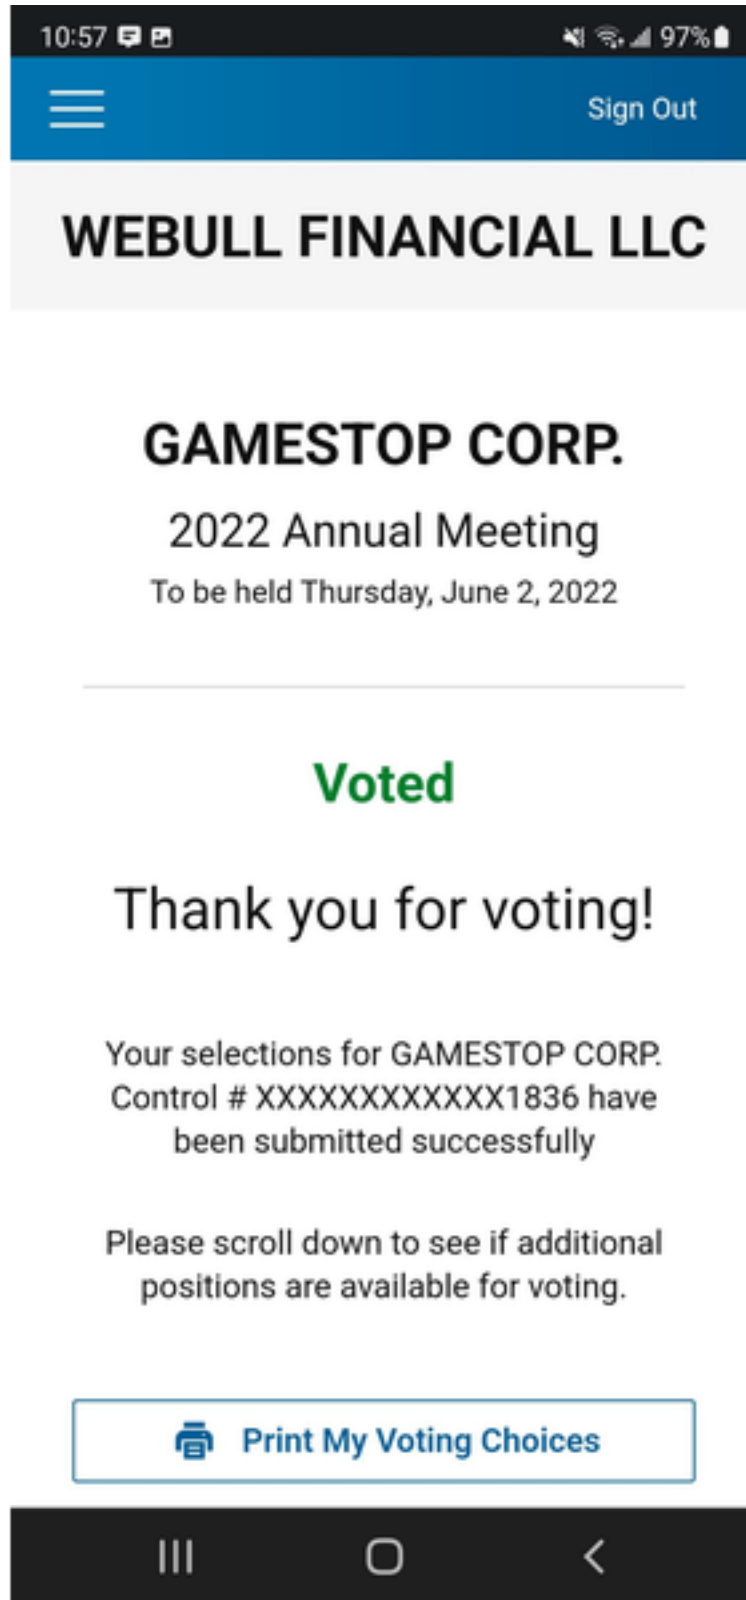 10:57 97%
Sign Out
WEBULL FINANCIAL LLC
GAMESTOP CORP.
2022 Annual Meeting
To be held Thursday, June 2, 2022
Voted
Thank you for voting!
Your selections for GAMESTOP CORP.
Control # XXXXXXXXXXXX1836 have
been submitted successfully
Please scroll down to see if additional
positions are available for voting.
Print My Voting Choices